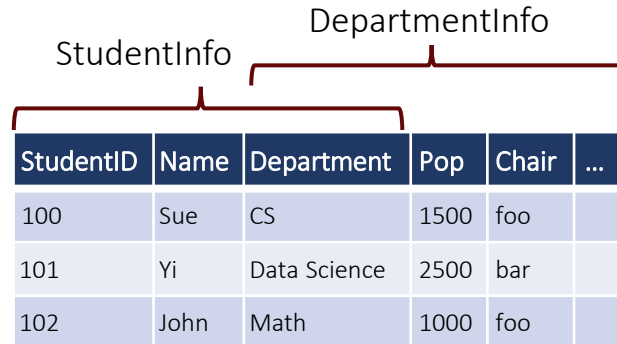 DepartmentInfo
StudentInfo
StudentID Name Department Pop Chair ...
100 Sue CS 1500 foo
101 Yi Data Science 2500 bar
102 John Math 1000 foo